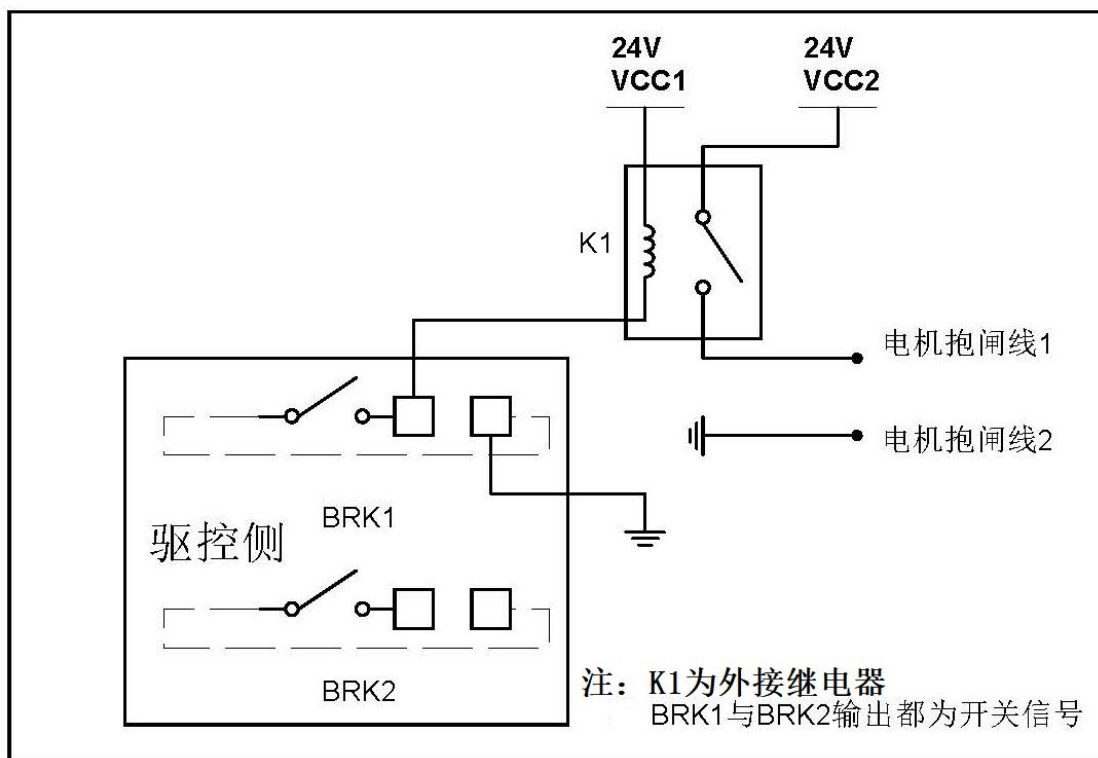 24V
VCC1
24V
VCC2
K1
电机抱闸线1
电机抱闸线2
BRK1
驱控侧
BRK2
注：K1为外接继电器
BRK1与BRK2输出都为开关信号